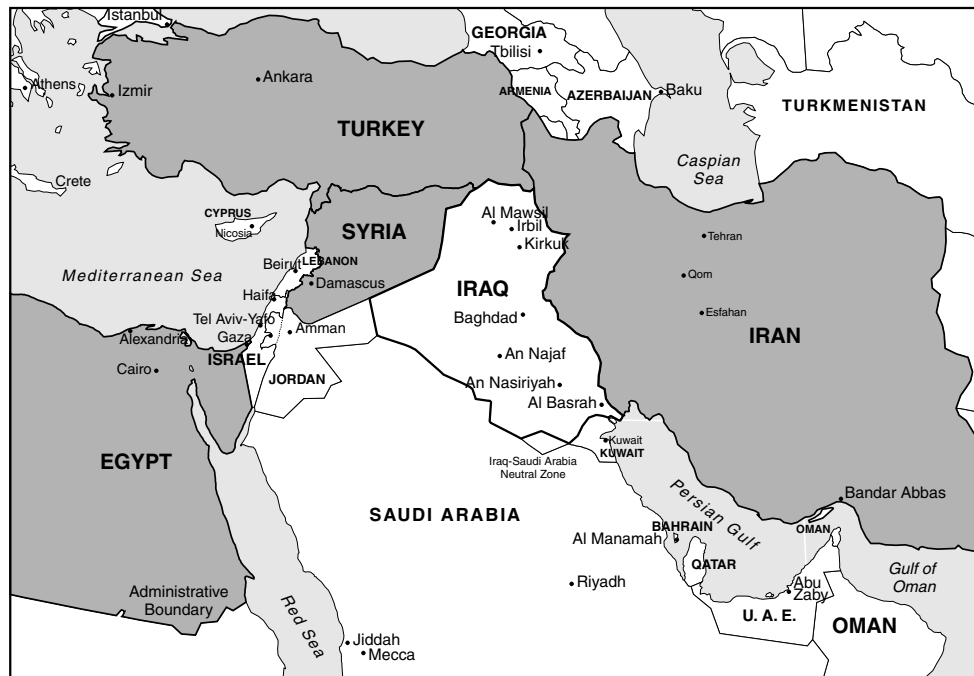 Istanbul
GEORGIA
Tbilisi
Athens
Izmir
Ankara
ARMENIA
AZERBAIJAN
Baku
TURKMENISTAN
TURKEY
Crete
Caspian
Sea
CYPRUS
Nicosia
SYRIA
Al Mawsil
Irbil
Kirkuk
Tehran
Mediterranean Sea
Beirut
LEBANON
Damascus
Qom
Haifa
IRAQ
Baghdad
Esfahan
IRAN
Tel Aviv-Yafo
Amman
Alexandria
Gaza
ISRAEL
Cairo
JORDAN
An Najaf
An Nasiriyah
Al Basrah
Kuwait
KUWAIT
EGYPT
Iraq-Saudi Arabia
Neutral Zone
Persian Gulf
Bandar Abbas
SAUDI ARABIA
BAHRAIN
OMAN
Al Manamah
QATAR
Gulf of
Oman
Riyadh
Abu
Zaby
Administrative
Boundary
Red Sea
U. A. E.
OMAN
Jiddah
Mecca